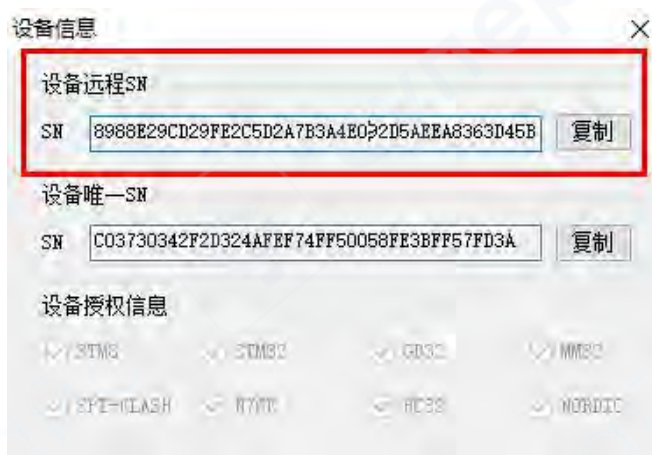 设备信息
设备远程SN
SN 8988E29CD29FE2C5D2A7B3A4E0 2D5AEEA8363D45B 复制
设备唯一SN
SN C03730342F2D324AFEF74FF50058FE3BFF57FD3A 复制
设备授权信息
STM8 STM32 GD32 MM32
SPI-FLASH HC32 NORDIC